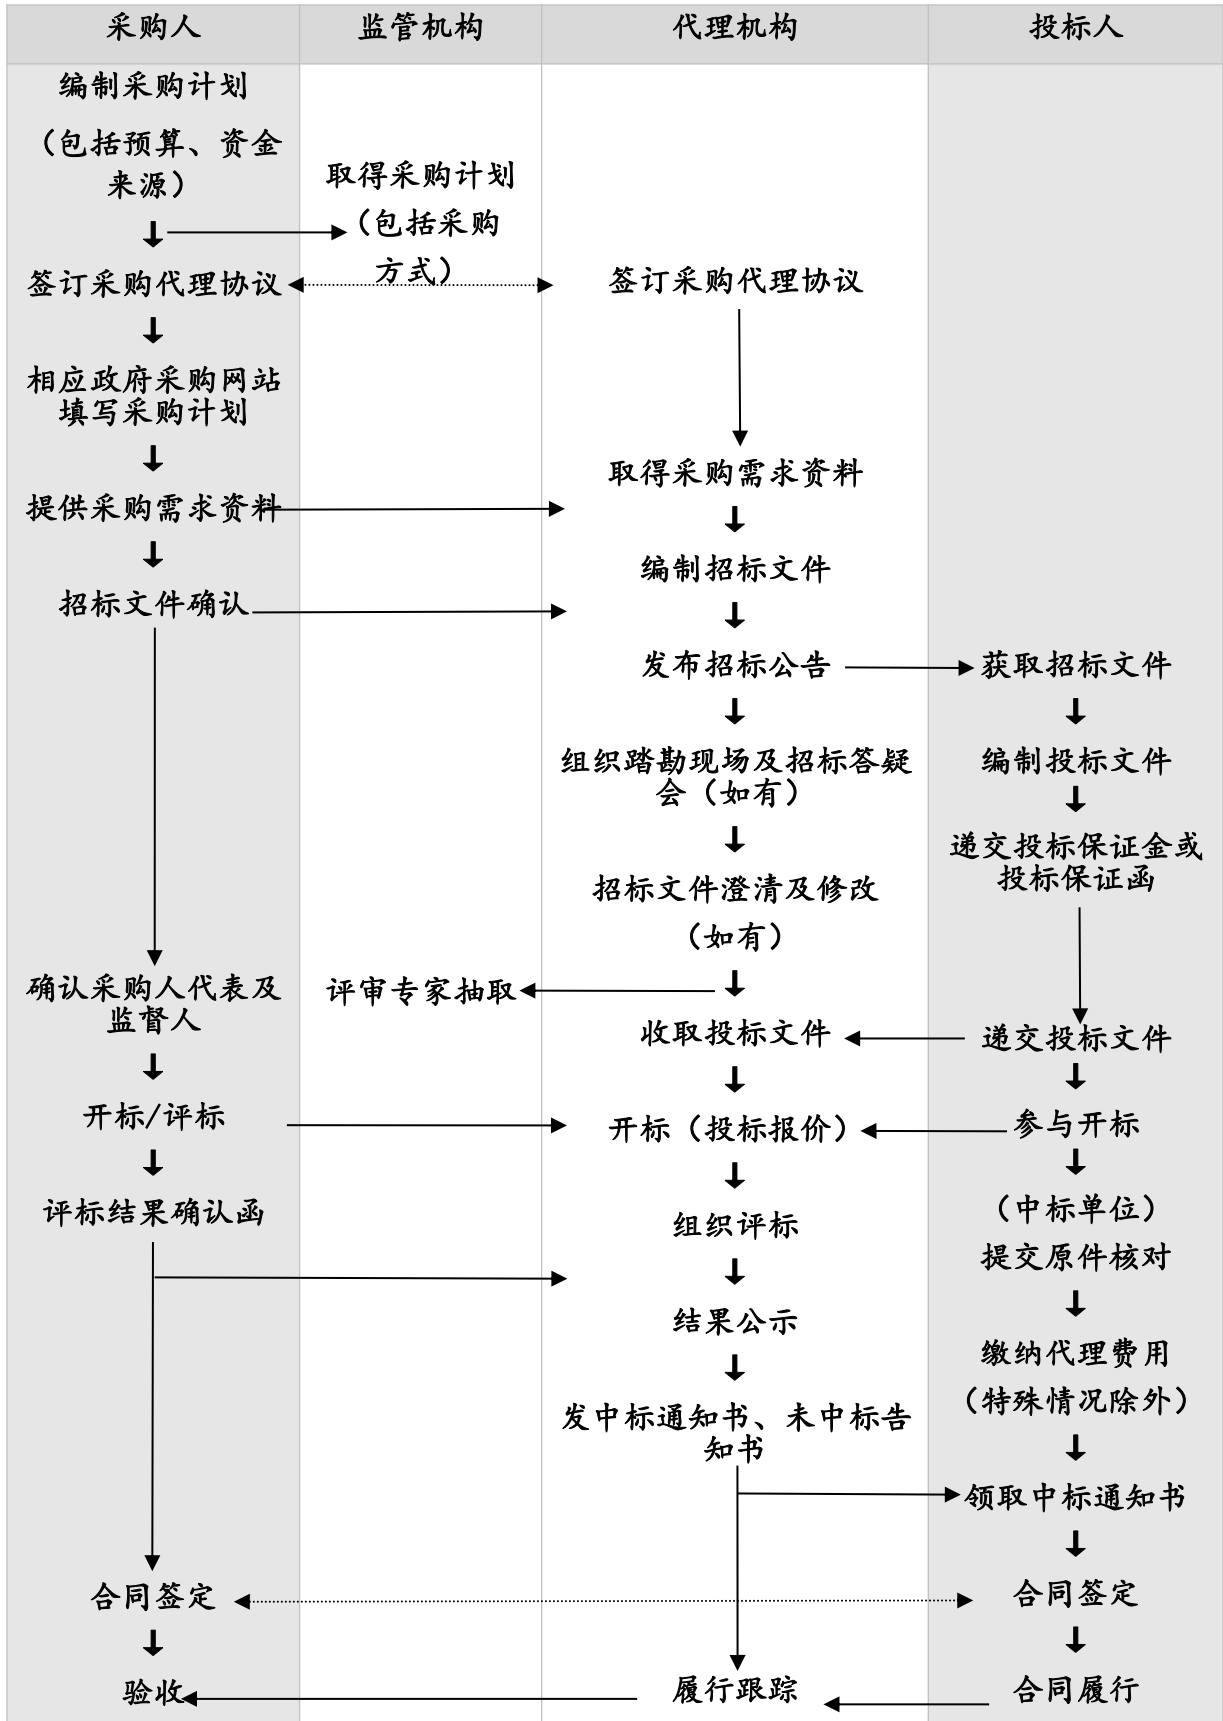 采购人
监管机构
代理机构
投标人
编制采购计划
（包括预算、资金
来源）
签订采购代理协议
相应政府采购网站
填写采购计划
提供采购需求资料
招标文件确认
确认采购人代表及
监督人
开标/评标
评标结果确认函
合同签定
验收
取得采购计划
（包括采购
方式）
评审专家抽取
签订采购代理协议
取得采购需求资料
编制招标文件
发布招标公告
组织踏勘现场及招标答疑
会（如有）
招标文件澄清及修改
（如有）
收取投标文件
开标（投标报价）
组织评标
结果公示
发中标通知书、未中标告
知书
履行跟踪
获取招标文件
编制投标文件
递交投标保证金或
投标保证函
递交投标文件
参与开标
（中标单位）
提交原件核对
缴纳代理费用
（特殊情况除外）
领取中标通知书
合同签定
合同履行